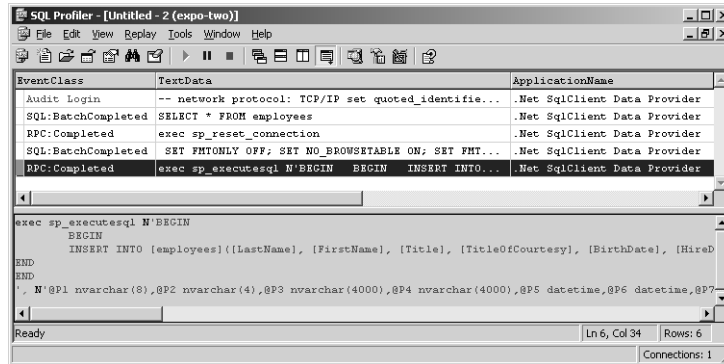 SQL Profiler - [Untitled - 2 (expo-two)]
File Edit View Replay Tools Window Help
EventClass TextData ApplicationName
Audit Login -- network protocol: TCP/IP set quoted_identifie... .Net SqlClient Data Provider
SQL:BatchCompleted SELECT * FROM employees .Net SqlClient Data Provider
RPC:Completed exec sp_reset_connection .Net SqlClient Data Provider
SQL:BatchCompleted SET FMTONLY OFF; SET NO_BROWSETABLE ON; SET FMT... .Net SqlClient Data Provider
RPC:Completed exec sp_executesql N'BEGIN BEGIN INSERT INTO... .Net SqlClient Data Provider
exec sp_executesql N'BEGIN
BEGIN
INSERT INTO [employees]([LastName], [FirstName], [Title], [TitleOfCourtesy], [BirthDate], [HireD
END
END
', N'@P1 nvarchar(8),@P2 nvarchar(4),@P3 nvarchar(4000),@P4 nvarchar(4000),@P5 datetime,@P6 datetime,@P7
Ready Ln 6, Col 34 Rows: 6
Connections: 1